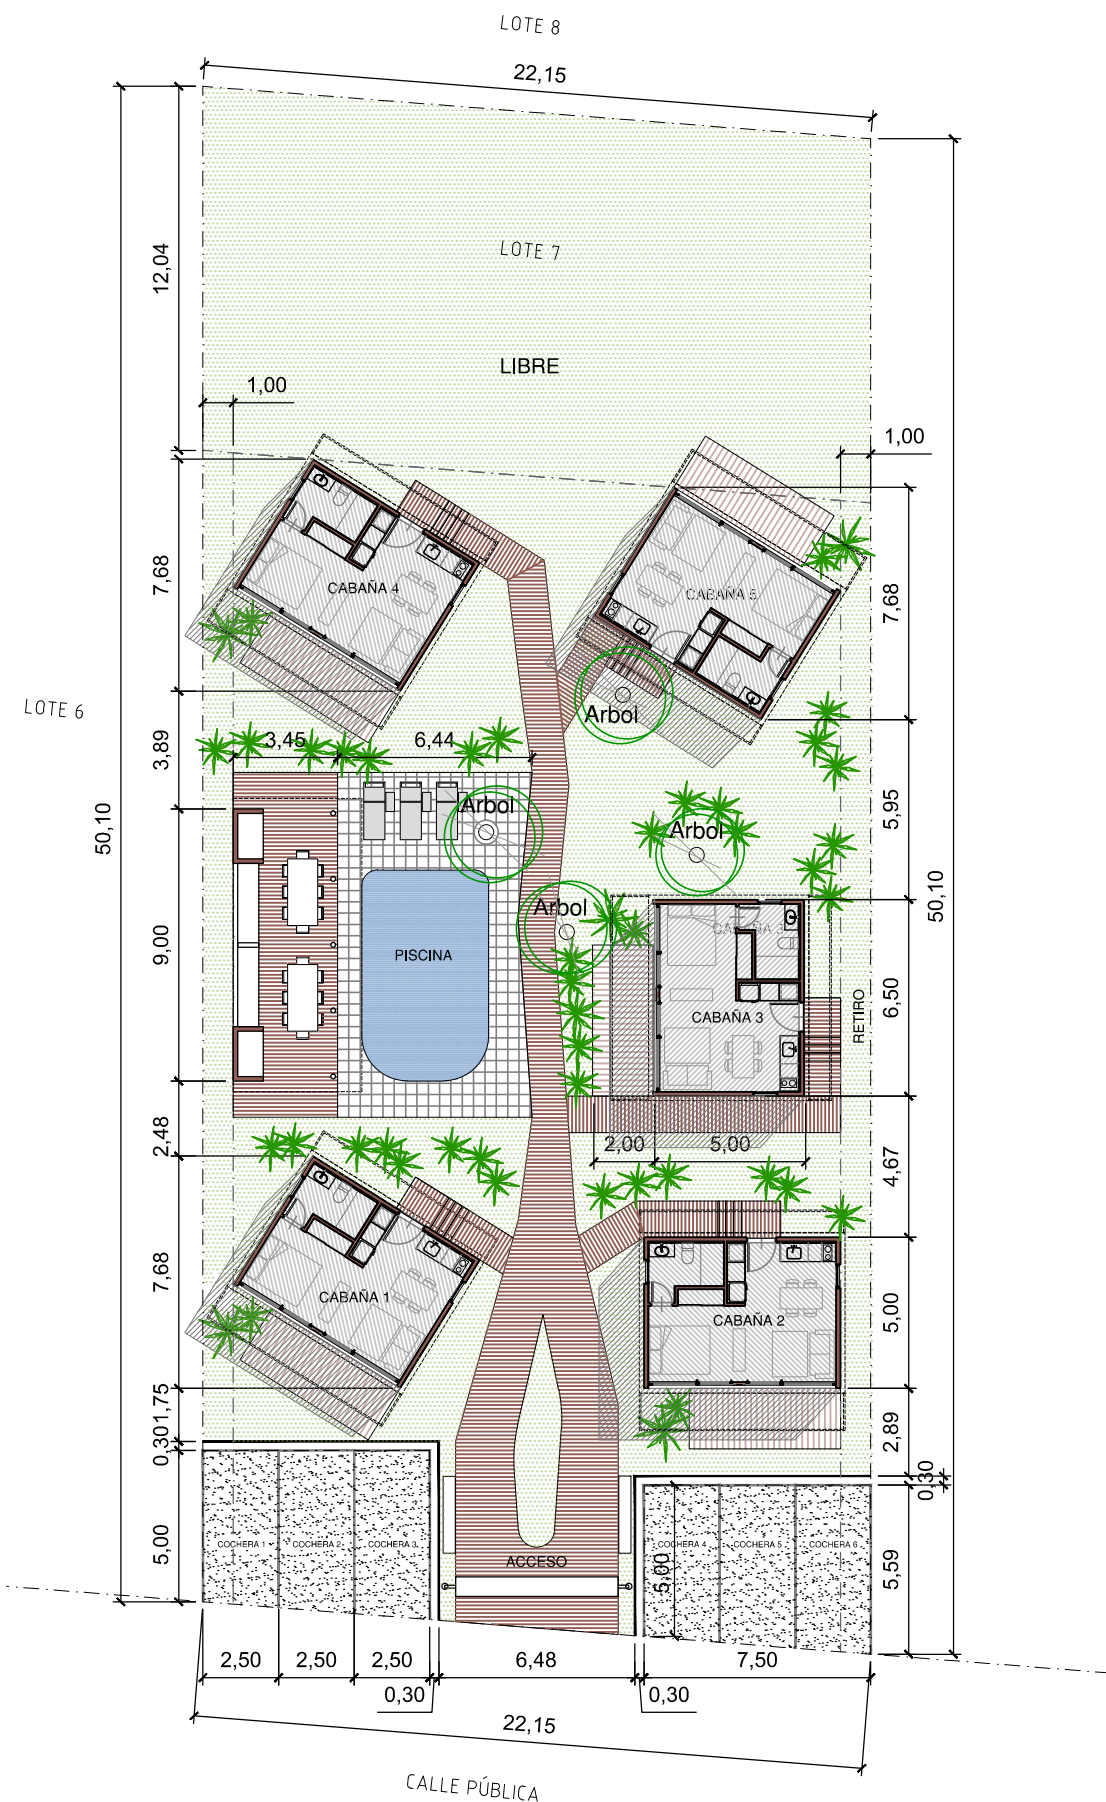 LOTE 8
22,15
LOTE 7
12,04
LIBRE
1,00
1,00
7,68
CABAÑA 4
CABAÑA 5
7,68
LOTE 6
Arbol
3,89
3,45
6,44
Arbol
5,95
Arbol
50,10
50,10
Arbol
9,00
PISCINA
CABAÑA 3
CABAÑA 3
6,50
RETIRO
2,48
2,00
5,00
4,67
7,68
CABAÑA 1
CABAÑA 2
5,00
1,75
0,30
2,89
0,30
5,00
COCHERA 1
COCHERA 2
COCHERA 3
ACCESO
5,00
COCHERA 4
COCHERA 5
COCHERA 6
5,59
2,50
2,50
2,50
6,48
7,50
0,30
0,30
22,15
CALLE PÚBLICA